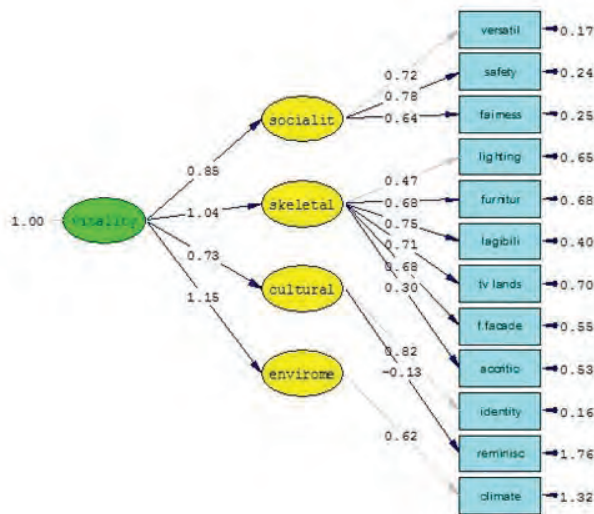 versatil 0.17
0.72
safety 0.24
0.78
socialit
0.64 fairness 0.25
0.85
lighting 0.65
0.47
1.00 vitality 1.04 skeletal 0.68 furnitur 0.68
0.75 lagibili 0.40
0.73
0.71 tv lands 0.70
0.68
cultural 0.30
1.15
f.facade 0.55
0.82 accritio 0.53
-0.13
envirome
identity 0.16
0.62 reminisc 1.76
climate 1.32